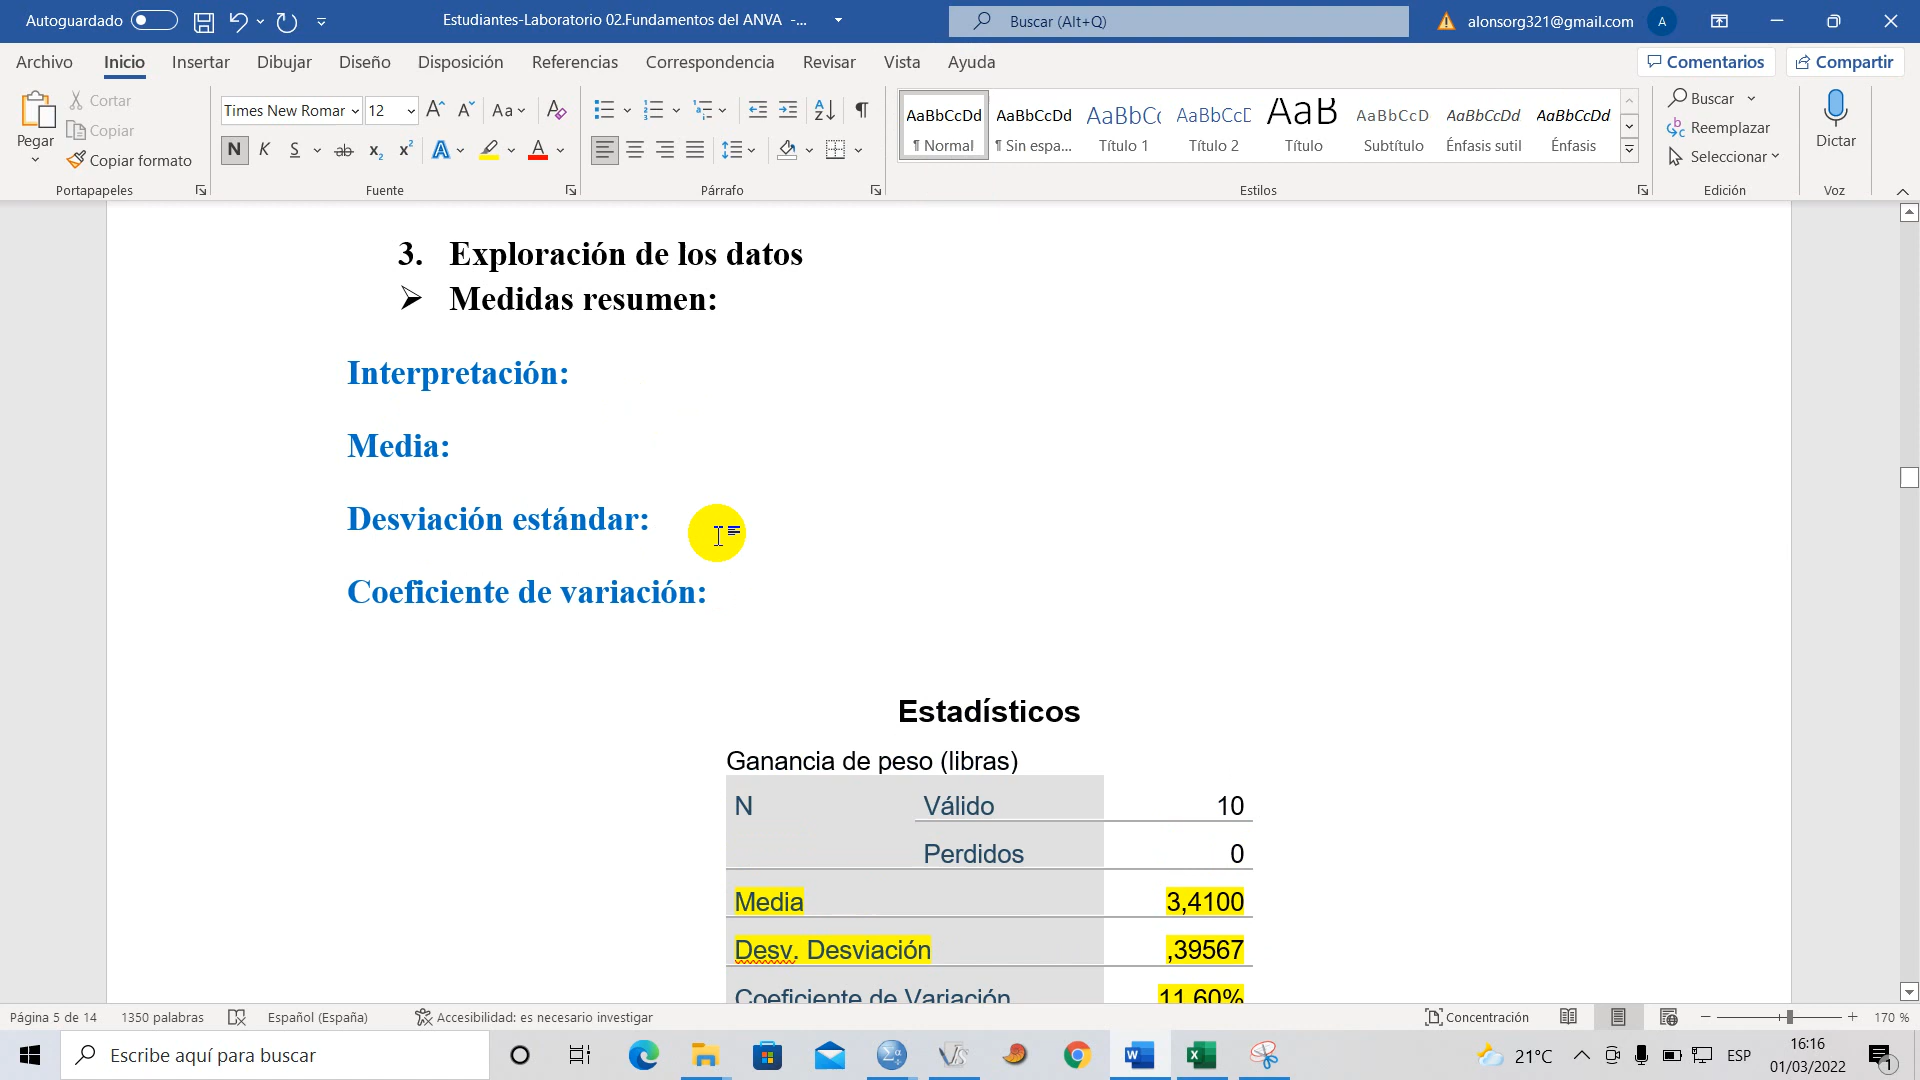 Autoguardado
Estudiantes-Laboratorio 02.Fundamentos del ANVA -...
Buscar (Alt+Q)
alonsorg321@gmail.com
A
Archivo Inicio Insertar Dibujar Diseño Disposición Referencias Correspondencia Revisar Vista Ayuda
Comentarios
Compartir
Pegar
Cortar
Copiar
Copiar formato
Portapapeles
Times New Romar
12
Fuente
Párrafo
AaBbCcDd AaBbCcDd AaBbCc AaBbCcD AaB AaBbCcD AaBbCcDd AaBbCcDd
¶ Normal ¶ Sin espa... Título 1 Título 2 Título Subtítulo Énfasis sutil Énfasis
Estilos
Buscar
Reemplazar
Seleccionar
Edición
Dictar
Voz
3. Exploración de los datos
➢ Medidas resumen:
Interpretación:
Media:
Desviación estándar:
Coeficiente de variación:
Estadísticos
Ganancia de peso (libras)
N Válido 10
Perdidos 0
Media 3,4100
Desv. Desviación ,39567
Coeficiente de Variación 11,60%
Página 5 de 14
1350 palabras
Español (España)
Accesibilidad: es necesario investigar
Concentración
170 %
Escribe aquí para buscar
21°C
ESP
16:16
01/03/2022
1